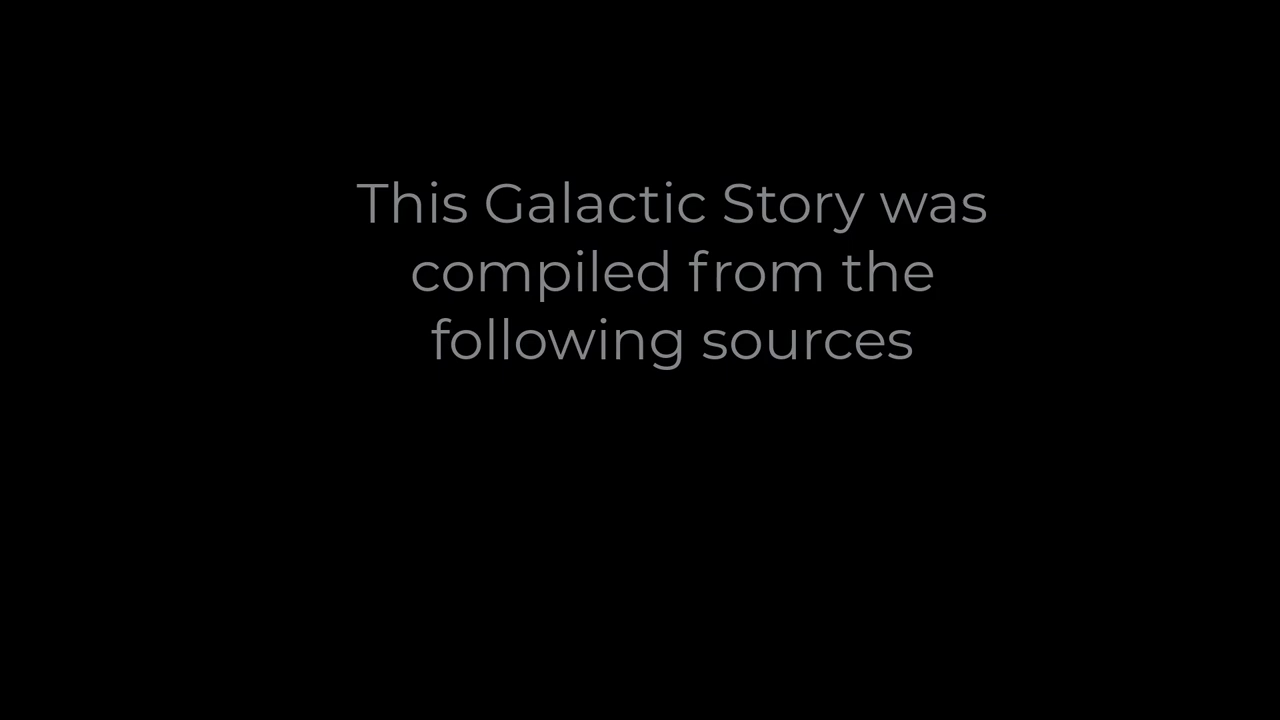 This Galactic Story was
compiled from the
following sources